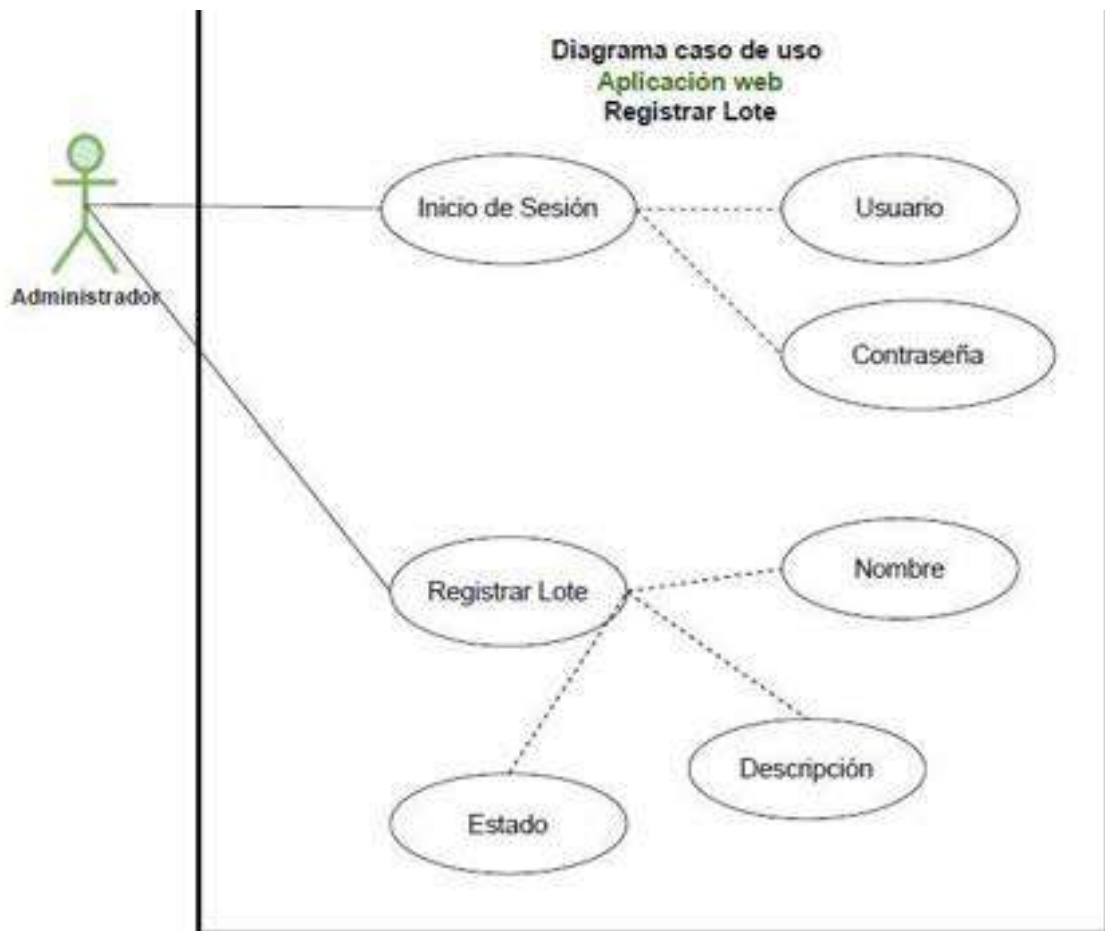 Diagrama caso de uso
Aplicación web
Registrar Lote
Inicio de Sesión
Usuario
Administrador
Contraseña
Nombre
Registrar Lote
Descripción
Estado